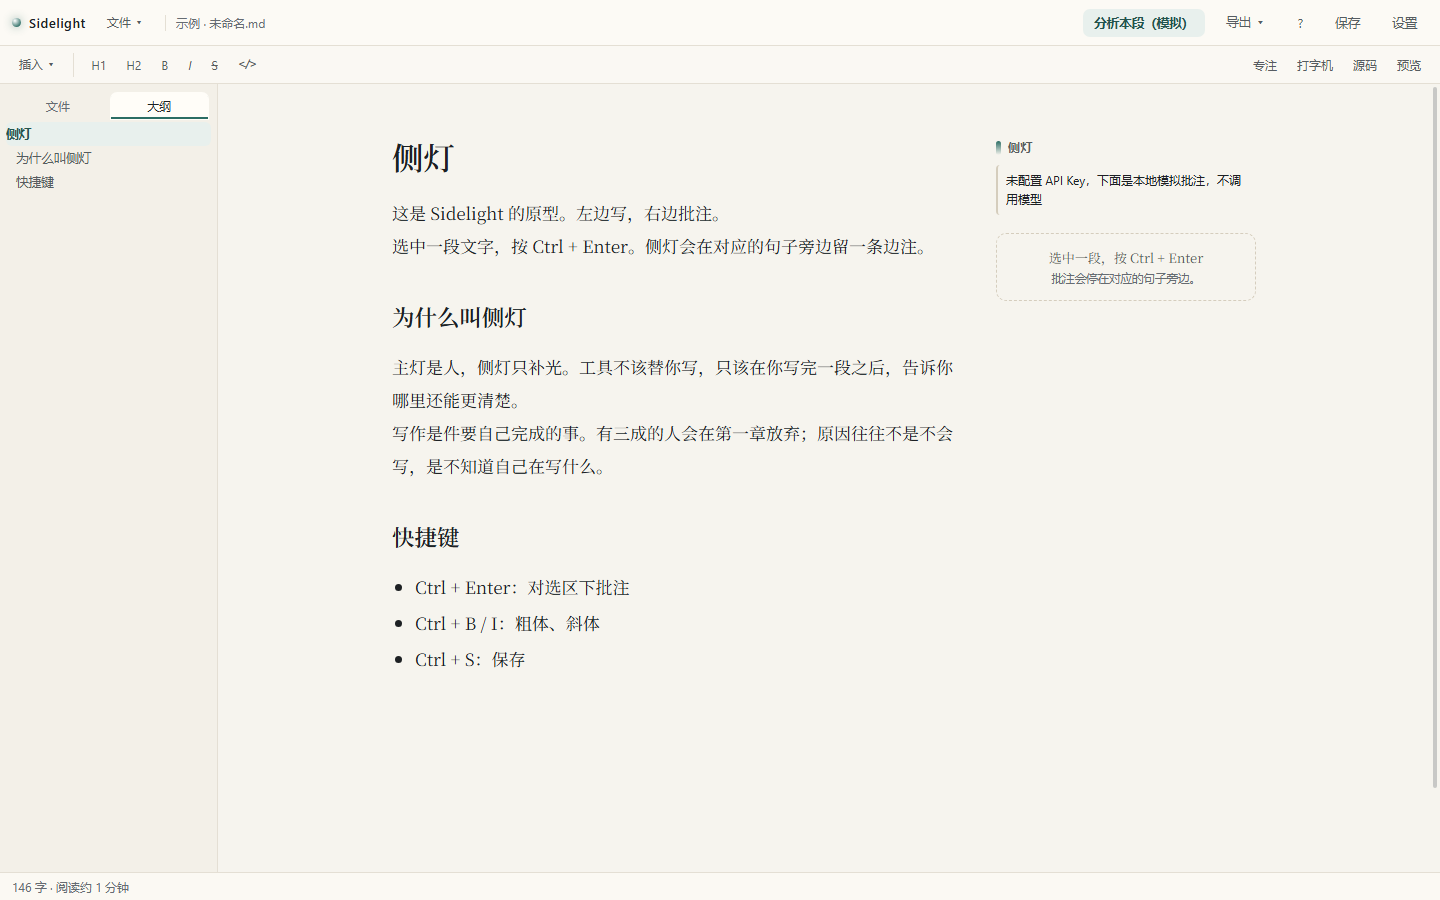 Sidelight
文件 ▾
示例 · 未命名.md
分析本段（模拟）
导出 ▾
?
保存
设置
插入 ▾
H1
H2
B
I
S
</>
专注
打字机
源码
预览
文件
大纲
侧灯
为什么叫侧灯
快捷键
侧灯
这是 Sidelight 的原型。左边写，右边批注。
选中一段文字，按 Ctrl + Enter。侧灯会在对应的句子旁边留一条边注。
为什么叫侧灯
主灯是人，侧灯只补光。工具不该替你写，只该在你写完一段之后，告诉你
哪里还能更清楚。
写作是件要自己完成的事。有三成的人会在第一章放弃；原因往往不是不会
写，是不知道自己在写什么。
快捷键
Ctrl + Enter：对选区下批注
Ctrl + B / I：粗体、斜体
Ctrl + S：保存
侧灯
未配置 API Key，下面是本地模拟批注，不调
用模型
选中一段，按 Ctrl + Enter
批注会停在对应的句子旁边。
146 字 · 阅读约 1 分钟